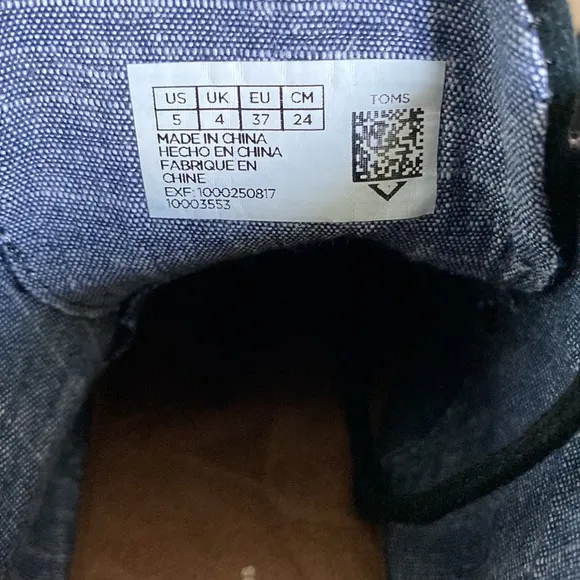 US UK EU CM TOMS
5 4 37 24
MADE IN CHINA
HECHO EN CHINA
FABRIQUE EN
CHINE
EXF: 1000250817
10003553